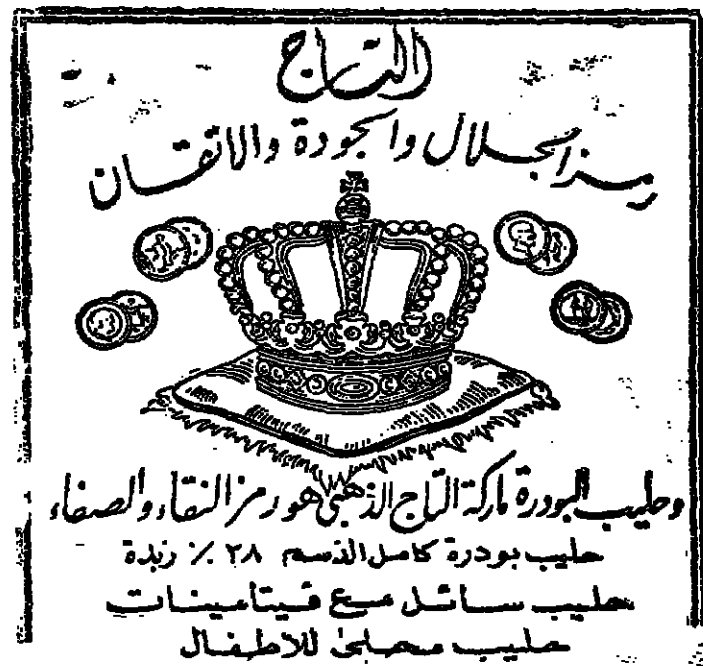 التاج
رمز الجلال والجودة والاتقان
وحليب البودرة ماركة التاج الذهبي هو رمز النقاء والصفاء
حليب بودرة كامل الدسم ٢٨ ٪ زبدة
حليب سائل مع فيتامينات
حليب محلى للاطفال